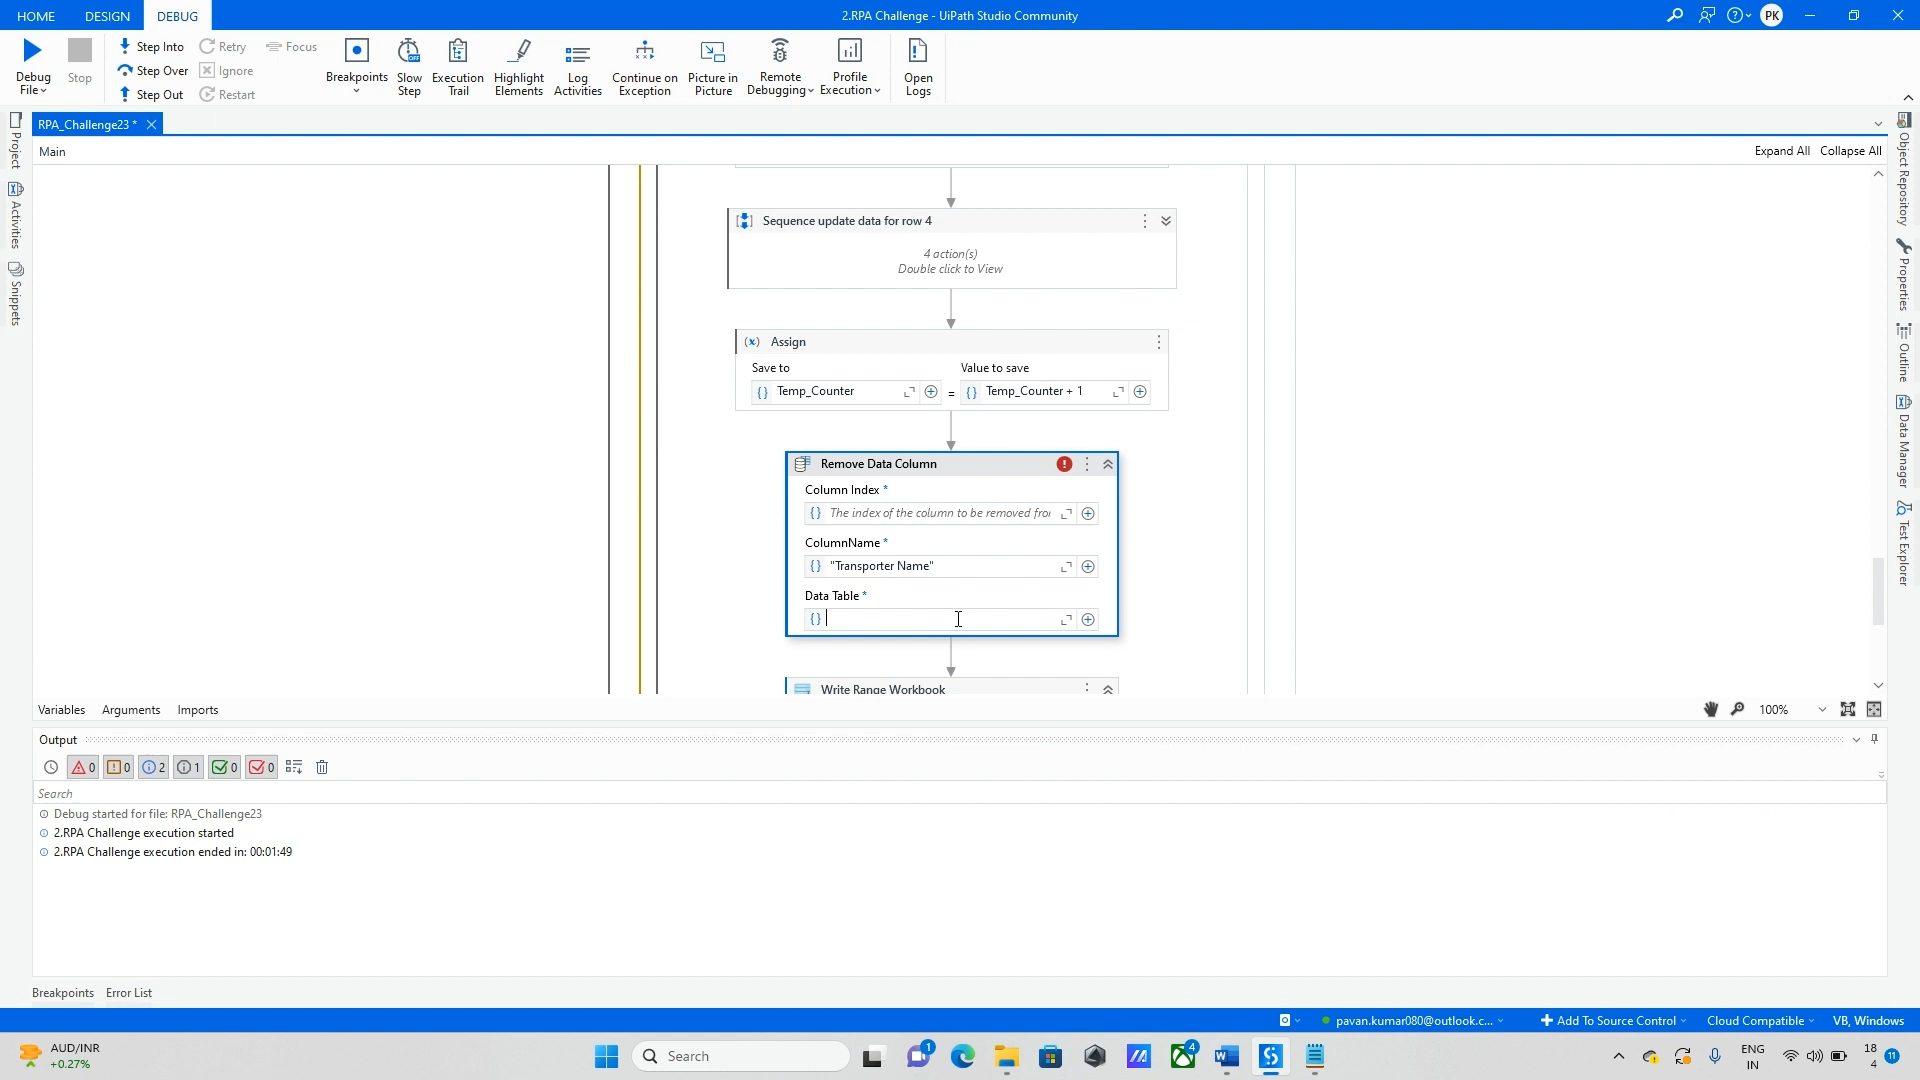 HOME DESIGN DEBUG
2.RPA Challenge - UiPath Studio Community
PK
Debug File
Stop
Step Into
Step Over
Step Out
Retry
Ignore
Restart
Focus
Breakpoints
Slow Step
Execution Trail
Highlight Elements
Log Activities
Continue on Exception
Picture in Picture
Remote Debugging
Profile Execution
Open Logs
RPA_Challenge23 *
Main
Expand All Collapse All
Project
Activities
Snippets
Object Repository
Properties
Outline
Data Manager
Test Explorer
Sequence update data for row 4
4 action(s)
Double click to View
Assign
Save to Value to save
Temp_Counter = Temp_Counter + 1
Remove Data Column
Column Index *
The index of the column to be removed fro
ColumnName *
"Transporter Name"
Data Table *
Write Range Workbook
Variables Arguments Imports
100%
Output
0 0 2 1 0 0
Search
Debug started for file: RPA_Challenge23
2.RPA Challenge execution started
2.RPA Challenge execution ended in: 00:01:49
Breakpoints Error List
pavan.kumar080@outlook.c...
Add To Source Control
Cloud Compatible
VB, Windows
AUD/INR
+0.27%
Search
1
4
ENG
IN
18
4
11